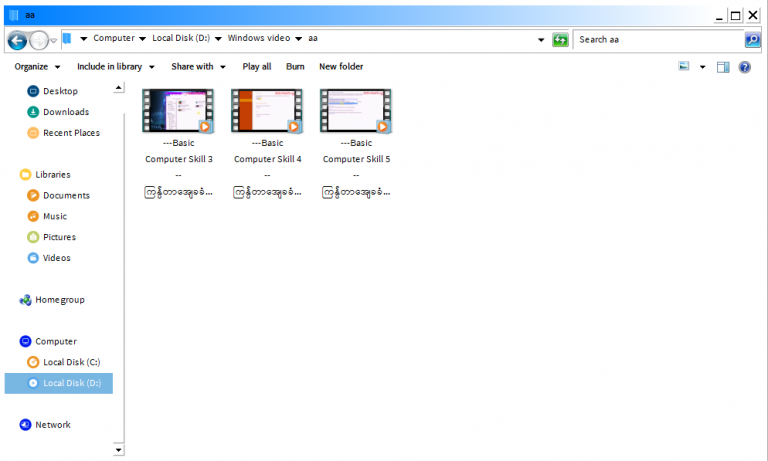 aa
Computer Local Disk (D:) Windows video aa
Search aa
Organize Include in library Share with Play all Burn New folder
Desktop
Downloads
Recent Places
Libraries
Documents
Music
Pictures
Videos
Homegroup
Computer
Local Disk (C:)
Local Disk (D:)
Network
---Basic
Computer Skill 3
--
ကြန်ွတာအျေခခံ...
---Basic
Computer Skill 4
--
ကြန်ွတာအျေခခံ...
---Basic
Computer Skill 5
--
ကြန်ွတာအျေခခံ...